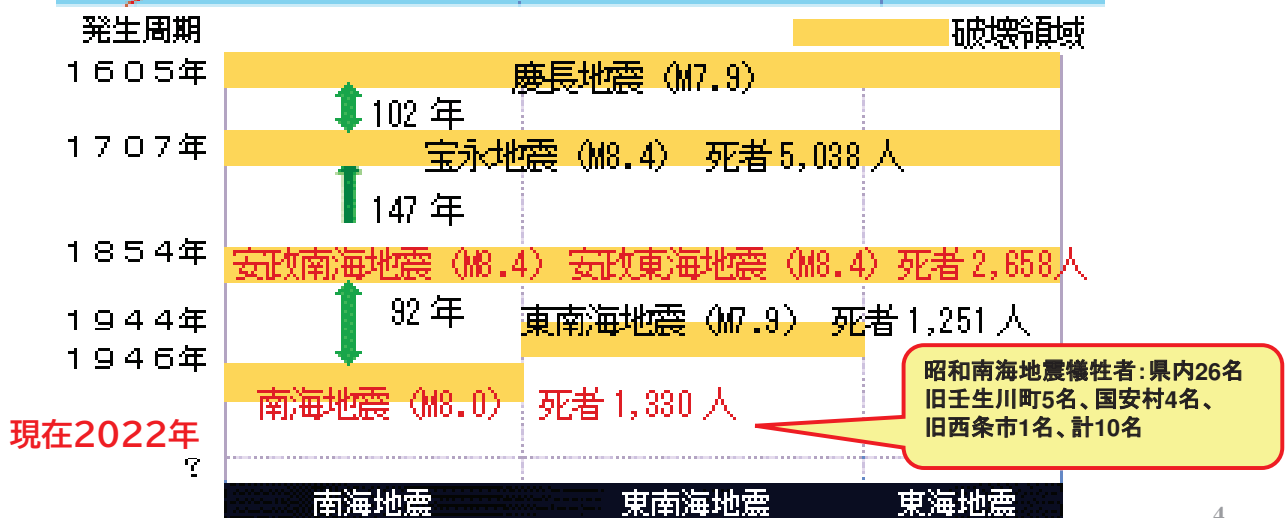 発生周期
破壊領域
1605年
慶長地震（M7.9）
102 年
1707年
宝永地震（M8.4） 死者 5,038 人
147 年
1854年
安政南海地震（M8.4） 安政東海地震（M8.4）死者 2,658人
92 年
1944年
東南海地震（M7.9） 死者 1,251 人
1946年
南海地震（M8.0） 死者 1,330 人
昭和南海地震犠牲者：県内26名
旧壬生川町5名、国安村4名、
旧西条市1名、計10名
現在2022年
?
南海地震 東南海地震 東海地震
4